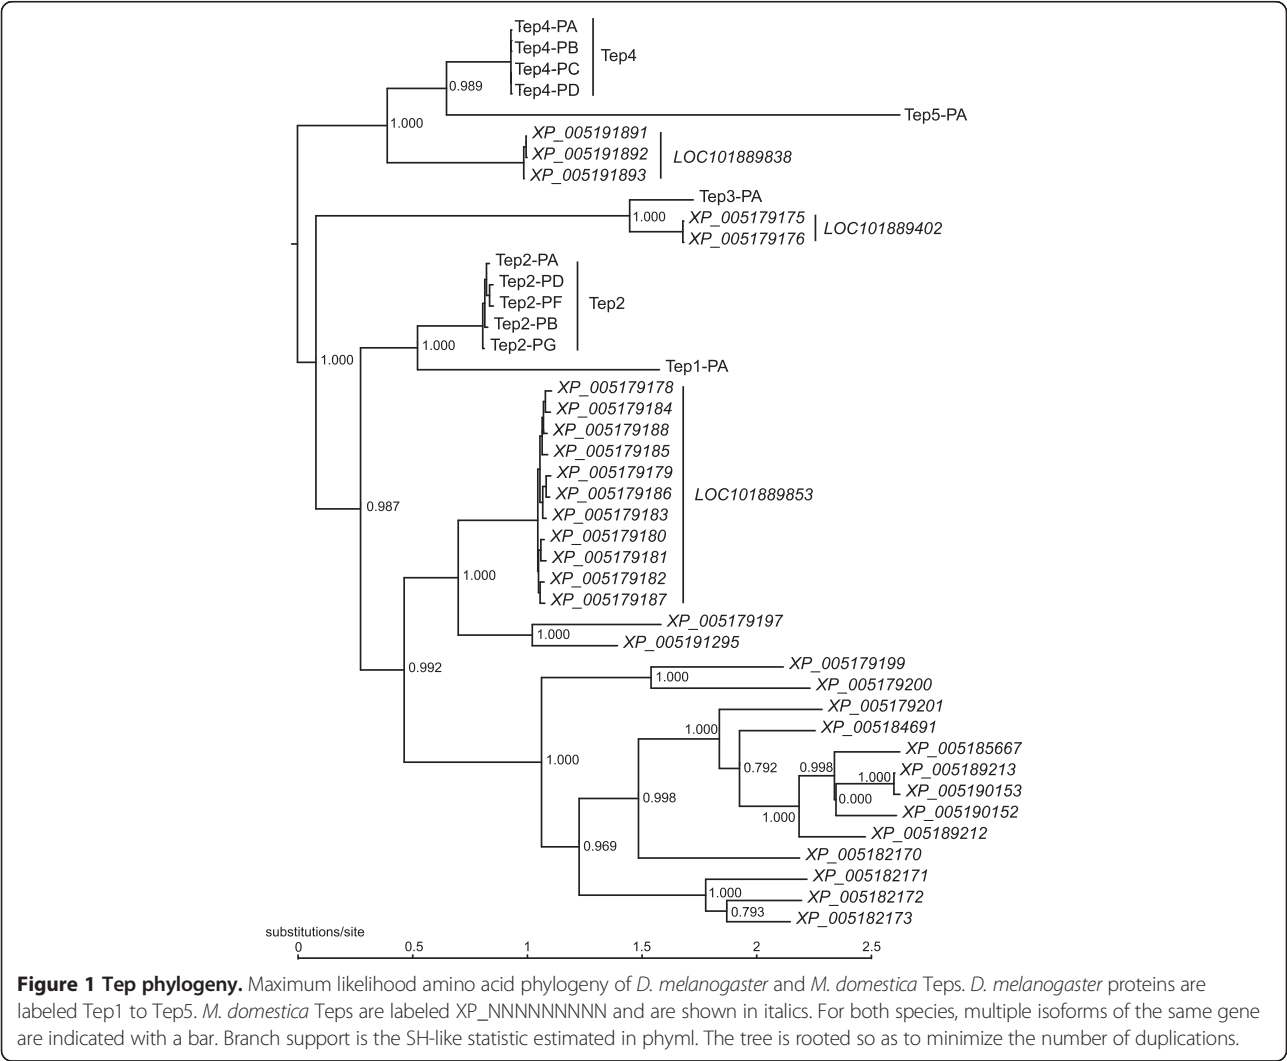 Tep4-PA
Tep4-PB
Tep4
Tep4-PC
Tep4-PD
0.989
Tep5-PA
1.000
XP_005191891
XP_005191892
LOC101889838
XP_005191893
Tep3-PA
1.000
XP_005179175
LOC101889402
XP_005179176
Tep2-PA
Tep2-PD
Tep2-PF
Tep2
Tep2-PB
Tep2-PG
1.000
1.000
Tep1-PA
XP_005179178
XP_005179184
XP_005179188
XP_005179185
XP_005179179
XP_005179186
LOC101889853
XP_005179183
0.987
XP_005179180
XP_005179181
1.000
XP_005179182
XP_005179187
XP_005179197
1.000
XP_005191295
0.992
XP_005179199
1.000
XP_005179200
XP_005179201
1.000
XP_005184691
XP_005185667
1.000
0.792
0.998
XP_005189213
1.000
XP_005190153
0.998
0.000
XP_005190152
1.000
XP_005189212
0.969
XP_005182170
XP_005182171
1.000
XP_005182172
0.793
XP_005182173
substitutions/site
0 0.5 1 1.5 2 2.5
Figure 1 Tep phylogeny. Maximum likelihood amino acid phylogeny of D. melanogaster and M. domestica Teps. D. melanogaster proteins are
labeled Tep1 to Tep5. M. domestica Teps are labeled XP_NNNNNNNNN and are shown in italics. For both species, multiple isoforms of the same gene
are indicated with a bar. Branch support is the SH-like statistic estimated in phyml. The tree is rooted so as to minimize the number of duplications.